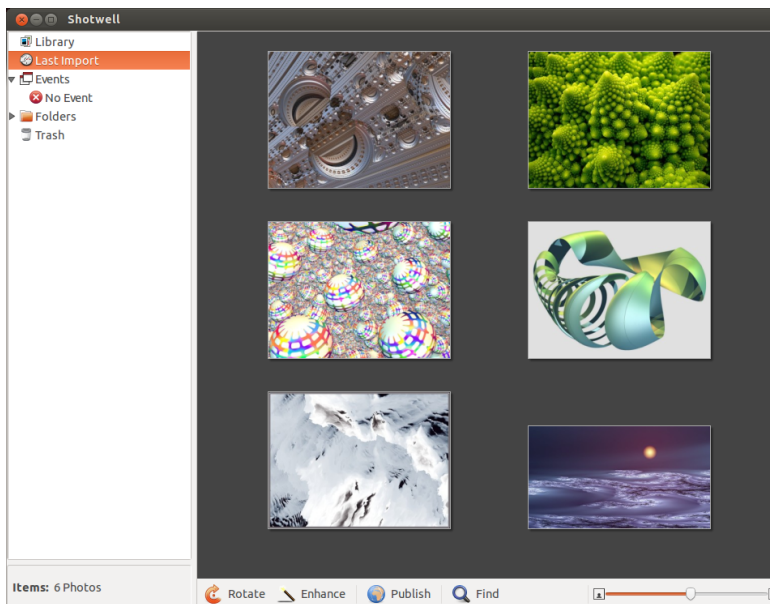 Shotwell
Library
Last Import
Events
No Event
Folders
Trash
Items: 6 Photos
Rotate Enhance Publish Find